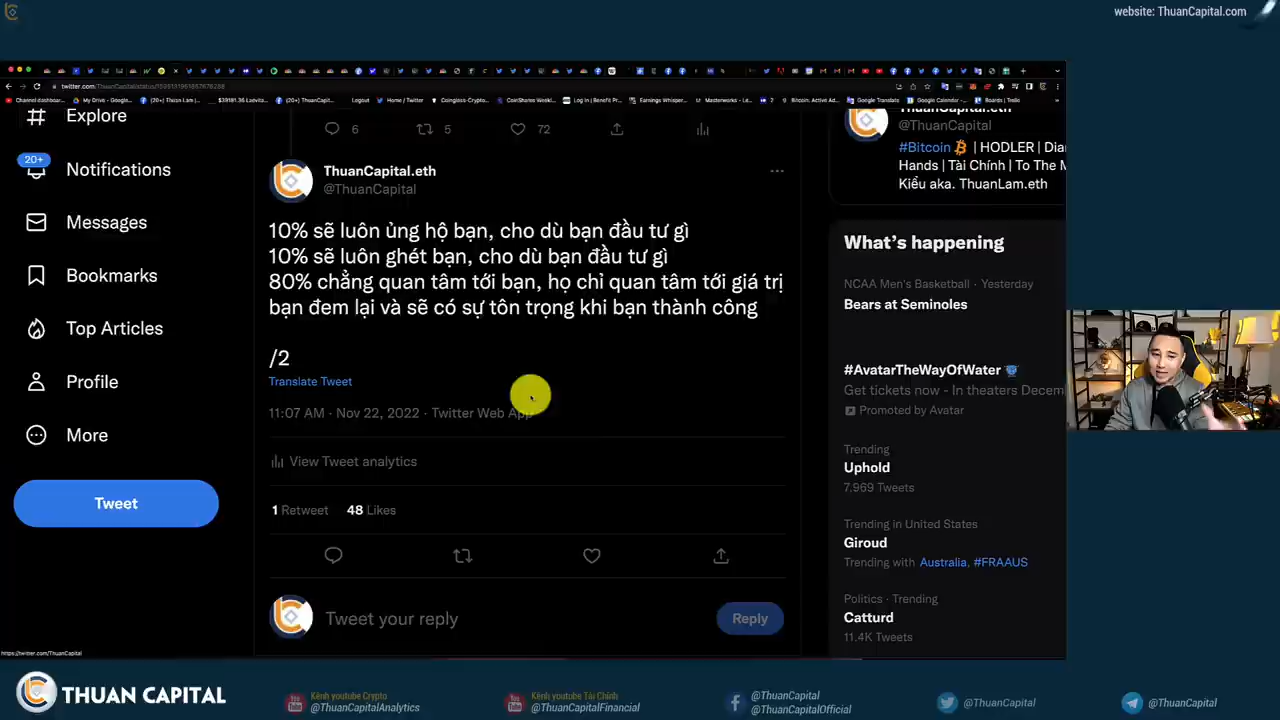 website: ThuanCapital.com
Explore
20+
Notifications
Messages
Bookmarks
Top Articles
Profile
More
Tweet
6
5
72
ThuanCapital.eth
@ThuanCapital
10% sẽ luôn ủng hộ bạn, cho dù bạn đầu tư gì
10% sẽ luôn ghét bạn, cho dù bạn đầu tư gì
80% chẳng quan tâm tới bạn, họ chỉ quan tâm tới giá trị
bạn đem lại và sẽ có sự tôn trọng khi bạn thành công
/2
Translate Tweet
11:07 AM · Nov 22, 2022 · Twitter Web App
View Tweet analytics
1 Retweet 48 Likes
Tweet your reply
Reply
ThuanCapital.eth
@ThuanCapital
#Bitcoin | HODLER | Dia
Hands | Tài Chính | To The M
Kiều aka. ThuanLam.eth
What's happening
NCAA Men's Basketball · Yesterday
Bears at Seminoles
#AvatarTheWayOfWater
Get tickets now - In theaters Decem
Promoted by Avatar
Trending
Uphold
7.969 Tweets
Trending in United States
Giroud
Trending with Australia, #FRAAUS
Politics · Trending
Catturd
11.4K Tweets
https://twitter.com/ThuanCapital
THUAN CAPITAL
Kênh youtube Crypto
@ThuanCapitalAnalytics
Kênh youtube Tài Chính
@ThuanCapitalFinancial
@ThuanCapital
@ThuanCapitalOfficial
@ThuanCapital
@ThuanCapital